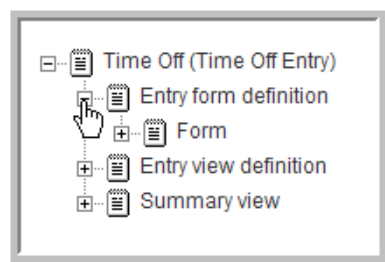 Time Off (Time Off Entry)
Entry form definition
Form
Entry view definition
Summary view